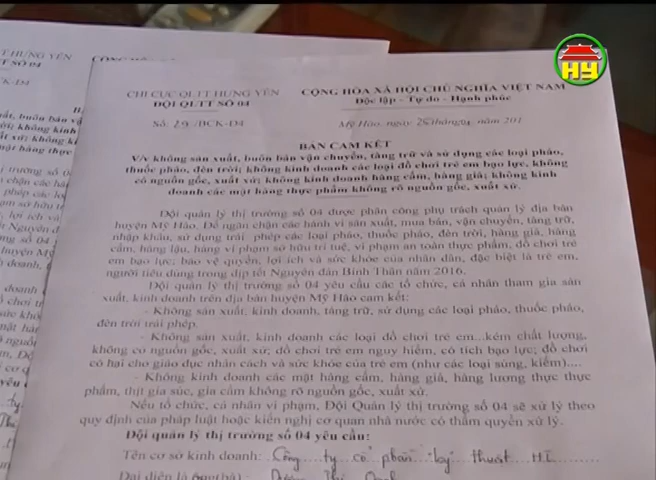 HY
CHI CỤC QLTT HƯNG YÊN
ĐỘI QLTT SỐ 04
Số: 29 /BCK-Đ4
CỘNG HÒA XÃ HỘI CHỦ NGHĨA VIỆT NAM
Độc lập - Tự do - Hạnh phúc
Mỹ Hào, ngày 25 tháng năm 201
BẢN CAM KẾT
V/v không sản xuất, buôn bán vận chuyển, tàng trữ và sử dụng các loại pháo,
thuốc pháo, đèn trời; không kinh doanh các loại đồ chơi trẻ em bạo lực, không
có nguồn gốc, xuất xứ; không kinh doanh hàng cấm, hàng giả; không kinh
doanh các mặt hàng thực phẩm không rõ nguồn gốc, xuất xứ.
Đội quản lý thị trường số 04 được phân công phụ trách quản lý địa bàn
huyện Mỹ Hào. Để ngăn chặn các hành vi sản xuất, mua bán, vận chuyển, tàng trữ,
nhập khẩu, sử dụng trái phép các loại pháo, thuốc pháo, đèn trời, hàng giả, hàng
cấm, hàng lậu, hàng vi phạm sở hữu trí tuệ, vi phạm an toàn thực phẩm, đồ chơi trẻ
em bạo lực; bảo vệ quyền, lợi ích và sức khỏe của nhân dân, đặc biệt là trẻ em,
người tiêu dùng trong dịp tết Nguyên đán Bính Thân năm 2016.
Đội quản lý thị trường số 04 yêu cầu các tổ chức, cá nhân tham gia sản
xuất, kinh doanh trên địa bàn huyện Mỹ Hào cam kết:
- Không sản xuất, kinh doanh, tàng trữ, sử dụng các loại pháo, thuốc pháo,
đèn trời trái phép.
- Không sản xuất, kinh doanh các loại đồ chơi trẻ em...kém chất lượng,
không có nguồn gốc, xuất xứ; đồ chơi trẻ em nguy hiểm, có tích bạo lực; đồ chơi
có hại cho giáo dục nhân cách và sức khỏe của trẻ em (như các loại súng, kiếm)....
- Không kinh doanh các mặt hàng cấm, hàng giả, hàng lương thực thực
phẩm, thịt gia súc, gia cầm không rõ nguồn gốc, xuất xứ.
Nếu tổ chức, cá nhân vi phạm, Đội Quản lý thị trường số 04 sẽ xử lý theo
quy định của pháp luật hoặc kiến nghị cơ quan nhà nước có thẩm quyền xử lý.
Đội quản lý thị trường số 04 yêu cầu:
Tên cơ sở kinh doanh: Công ty cổ phần kỹ thuật HI
Đại diện là (ông/bà):